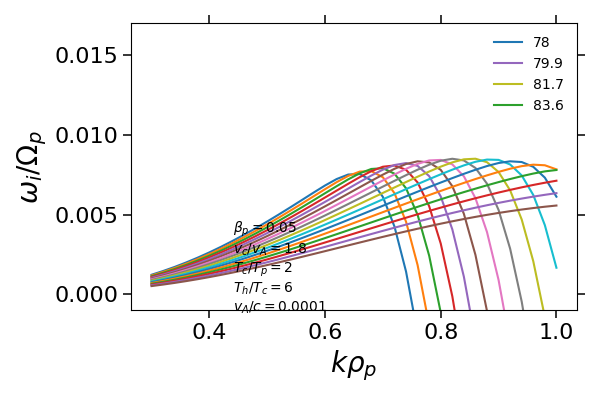 0.015
0.010
0.005
0.000
ω_i/Ω_p
78
79.9
81.7
83.6
β_p = 0.05
v_c/v_A = 1.8
T_c/T_p = 2
T_h/T_c = 6
v_A/c = 0.0001
0.4
0.6
0.8
1.0
kρ_p